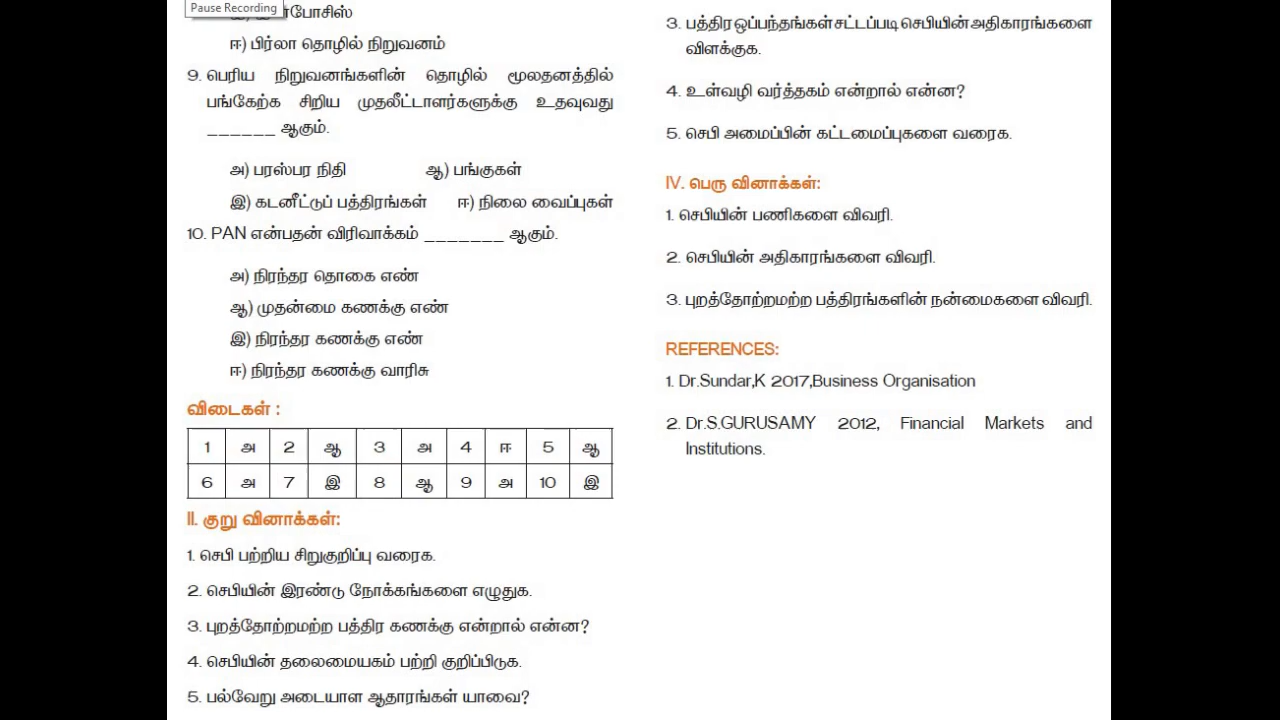 Pause Recording
ஈ) பிர்லா தொழில் நிறுவனம்
9. பெரிய நிறுவனங்களின் தொழில் மூலதனத்தில்
பங்கேற்க சிறிய முதலீட்டாளர்களுக்கு உதவுவது
______ ஆகும்.
அ) பரஸ்பர நிதி ஆ) பங்குகள்
இ) கடனீட்டுப் பத்திரங்கள் ஈ) நிலை வைப்புகள்
10. PAN என்பதன் விரிவாக்கம் _______ ஆகும்.
அ) நிரந்தர தொகை எண்
ஆ) முதன்மை கணக்கு எண்
இ) நிரந்தர கணக்கு எண்
ஈ) நிரந்தர கணக்கு வாரிசு
விடைகள் :
1 அ 2 ஆ 3 அ 4 ஈ 5 ஆ
6 அ 7 இ 8 ஆ 9 அ 10 இ
II. குறு வினாக்கள்:
1. செபி பற்றிய சிறுகுறிப்பு வரைக.
2. செபியின் இரண்டு நோக்கங்களை எழுதுக.
3. புறத்தோற்றமற்ற பத்திர கணக்கு என்றால் என்ன?
4. செபியின் தலைமையகம் பற்றி குறிப்பிடுக.
5. பல்வேறு அடையாள ஆதாரங்கள் யாவை?
3. பத்திர ஒப்பந்தங்கள் சட்டப்படி செபியின் அதிகாரங்களை
விளக்குக.
4. உள்வழி வர்த்தகம் என்றால் என்ன?
5. செபி அமைப்பின் கட்டமைப்புகளை வரைக.
IV. பெரு வினாக்கள்:
1. செபியின் பணிகளை விவரி.
2. செபியின் அதிகாரங்களை விவரி.
3. புறத்தோற்றமற்ற பத்திரங்களின் நன்மைகளை விவரி.
REFERENCES:
1. Dr.Sundar,K 2017,Business Organisation
2. Dr.S.GURUSAMY 2012, Financial Markets and
Institutions.